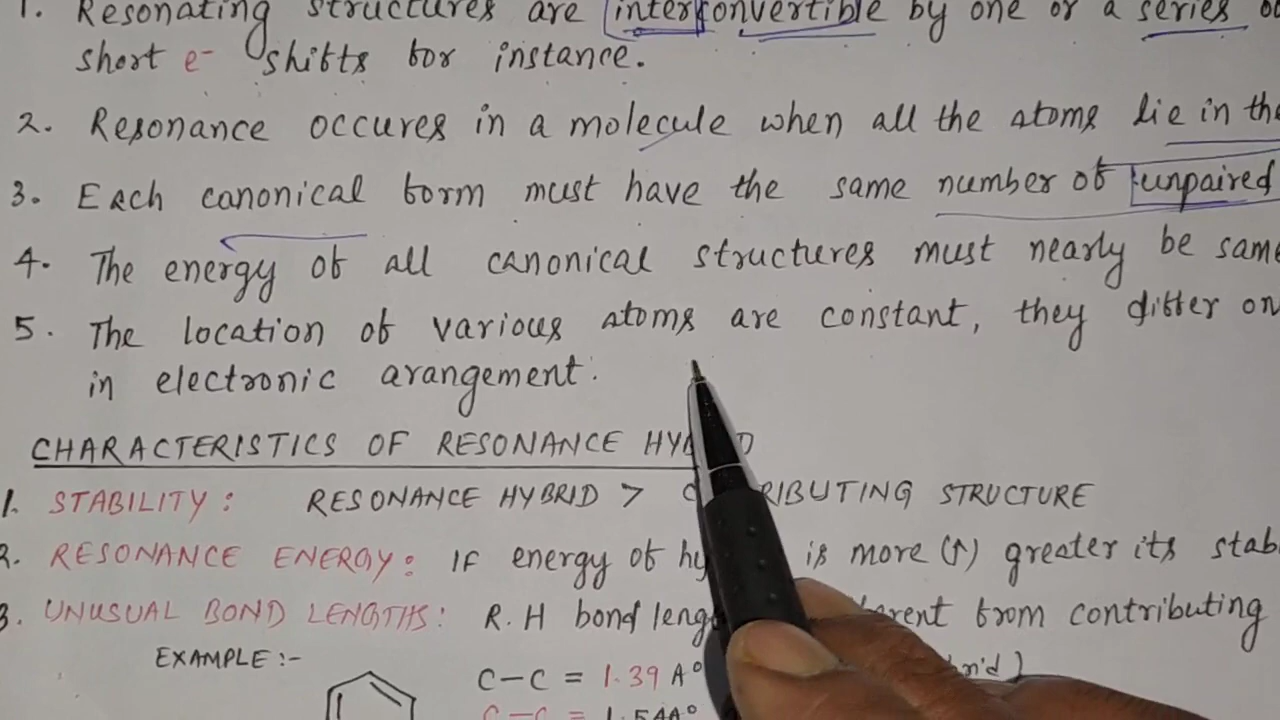 1. Resonating structures are interconvertible by one or a series of
short e- shifts for instance.
2. Resonance occures in a molecule when all the atoms lie in the
3. Each canonical form must have the same number of unpaired
4. The energy of all canonical structures must nearly be same
5. The location of various atoms are constant, they differ on
in electronic arangement.
CHARACTERISTICS OF RESONANCE
1. STABILITY: RESONANCE HYBRID > RIBUTING STRUCTURE
2. RESONANCE ENERGY: IF energy of hy is more (↑) greater its stab
3. UNUSUAL BOND LENGTHS: R.H bond leng from contributing
EXAMPLE:- C-C = 1.39 A°
C-C = 1.54A°